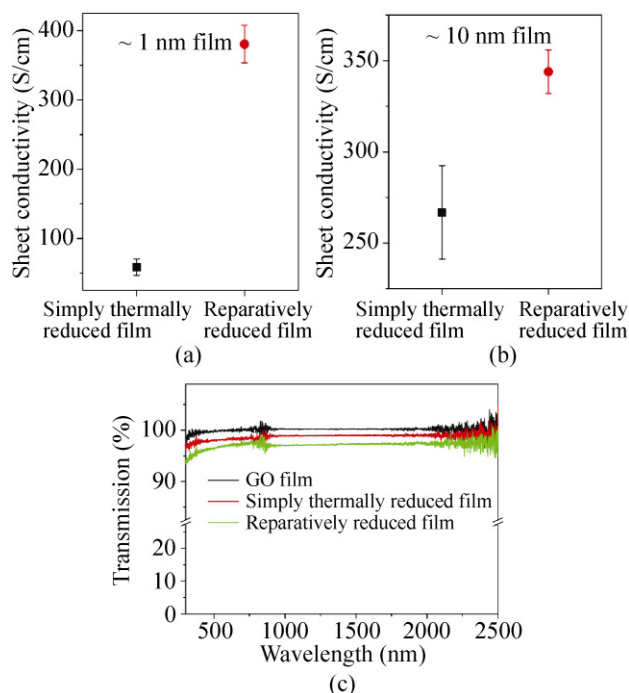 ~ 1 nm film
Sheet conductivity (S/cm)
400
300
200
100
Simply thermally
reduced film
Reparatively
reduced film
(a)
~ 10 nm film
Sheet conductivity (S/cm)
350
300
250
Simply thermally
reduced film
Reparatively
reduced film
(b)
Transmission (%)
100
90
20
15
10
5
0
GO film
Simply thermally reduced film
Reparatively reduced film
500
1000
1500
2000
2500
Wavelength (nm)
(c)